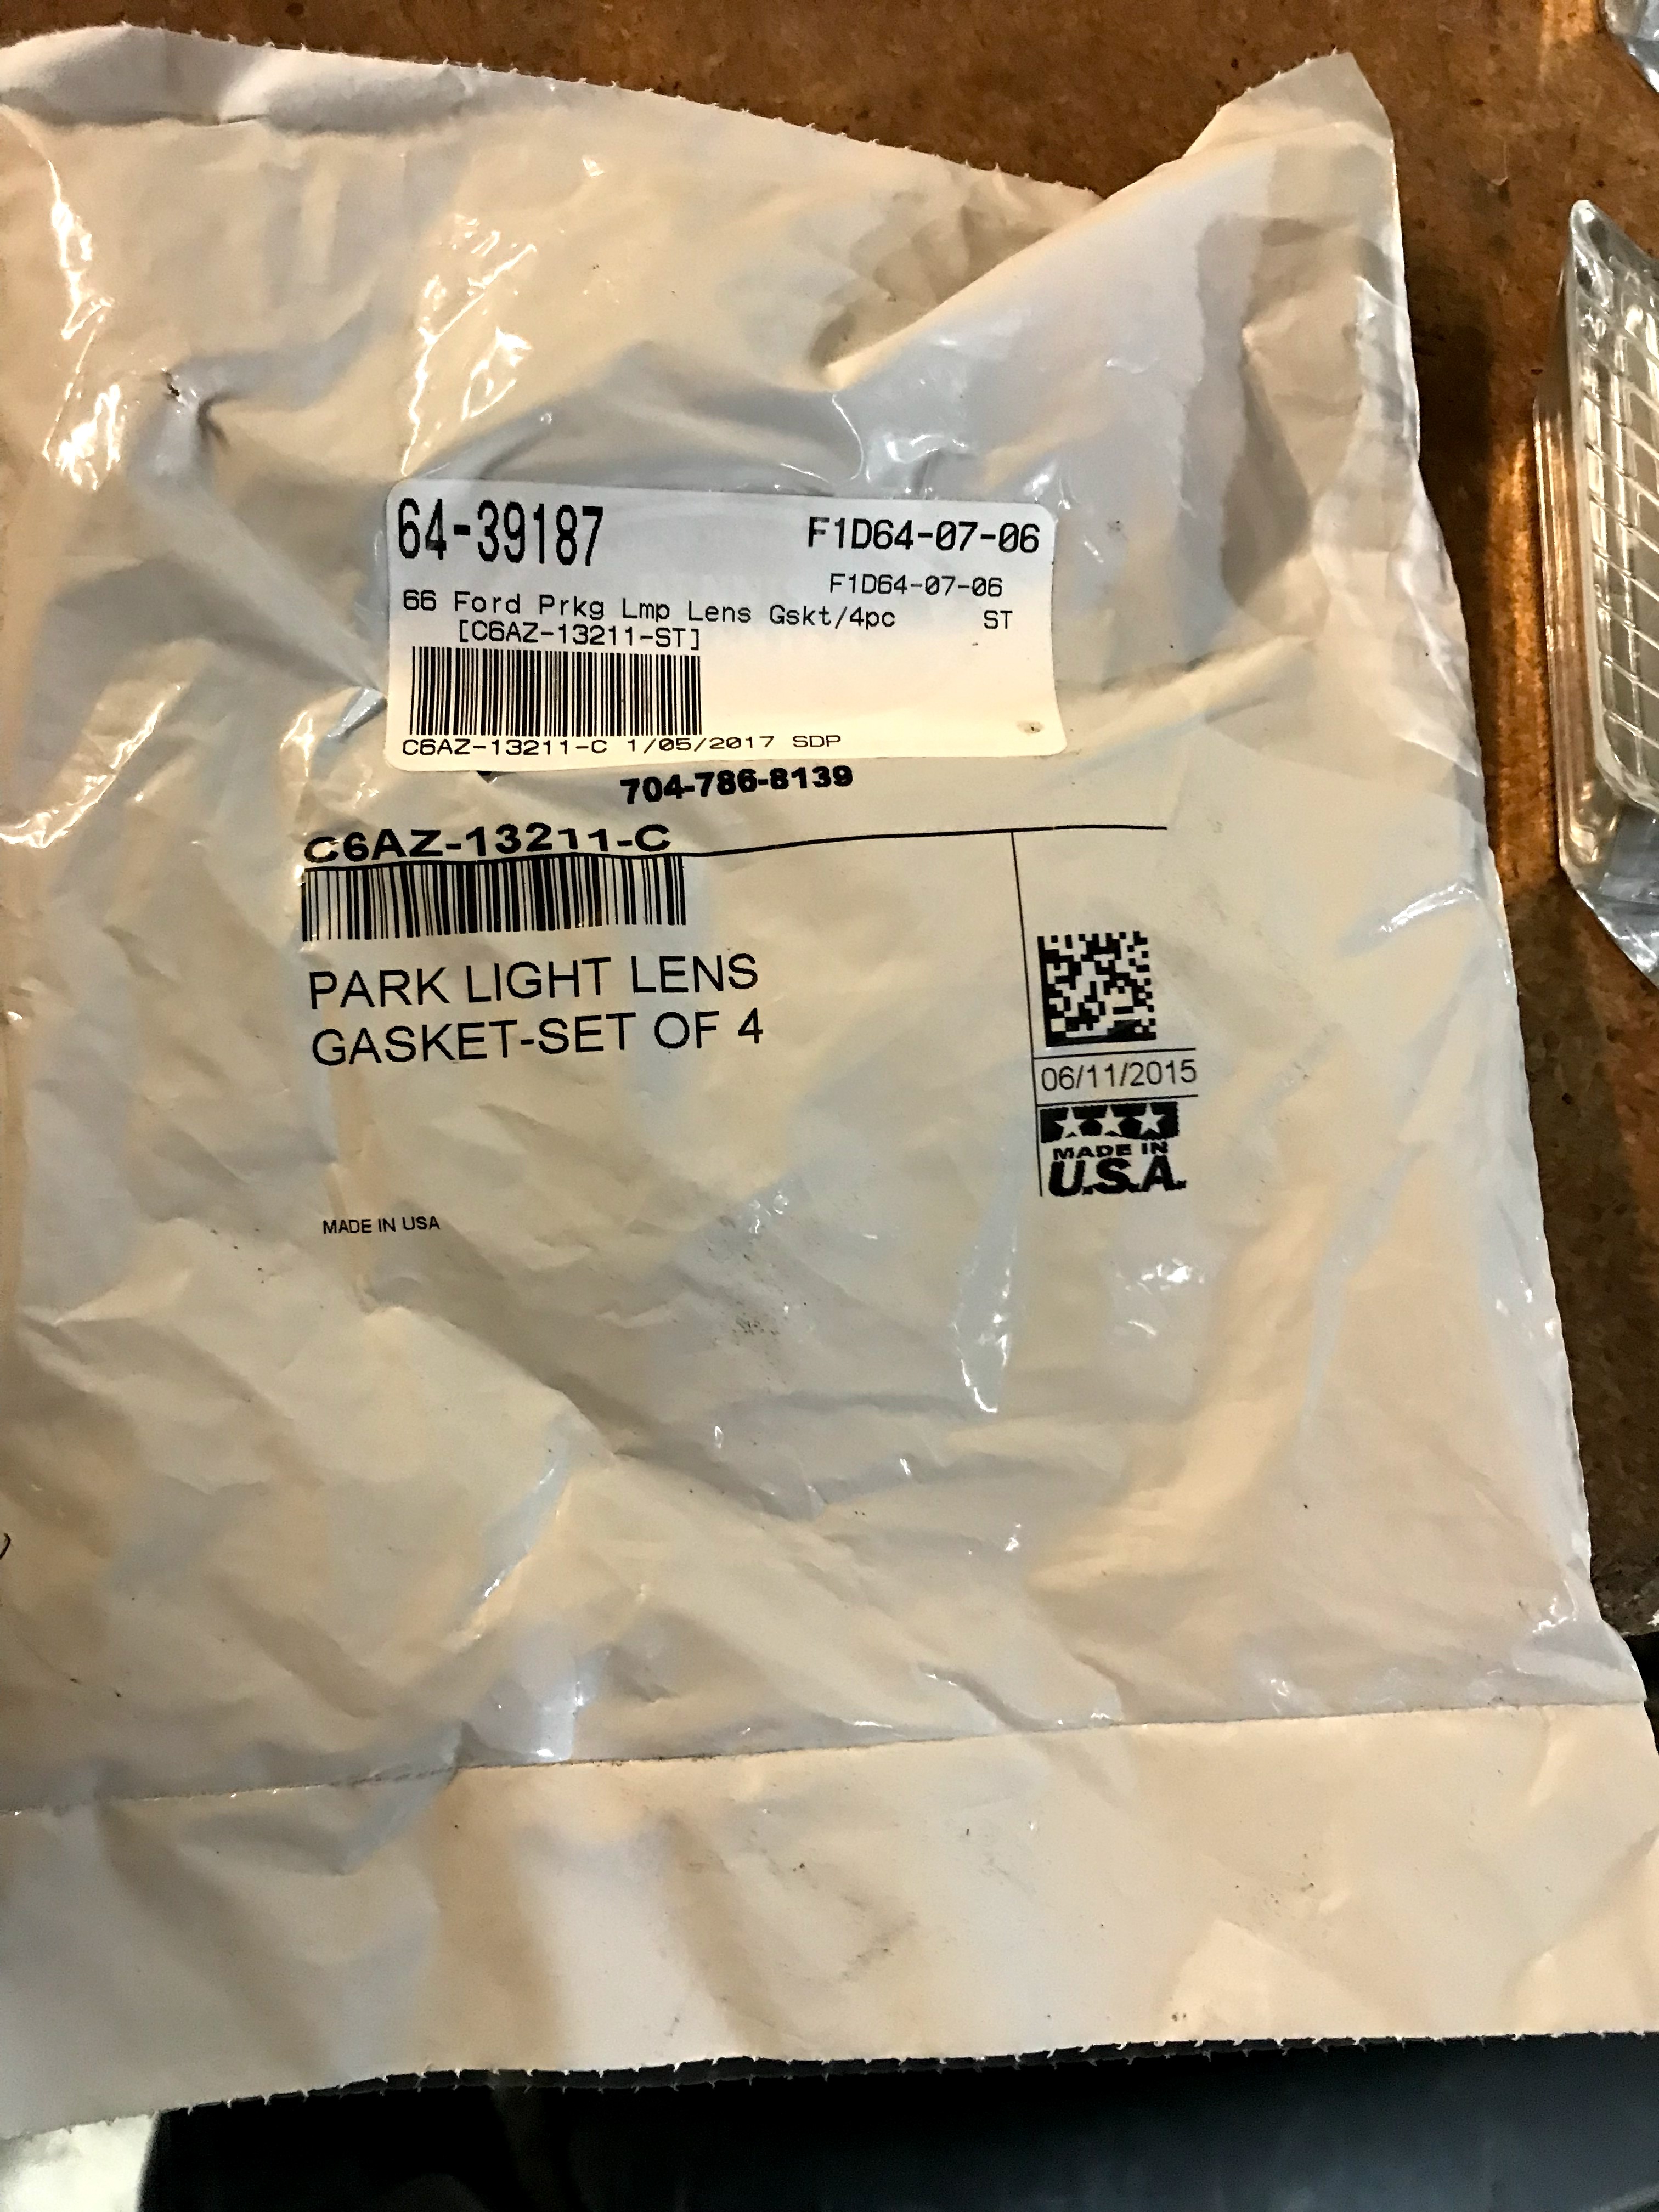 64-39187 F1D64-07-06
F1D64-07-06
66 Ford Prkg Lmp Lens Gskt/4pc ST
[C6AZ-13211-ST]
C6AZ-13211-C 1/05/2017 SDP
704-786-8139
C6AZ-13211-C
PARK LIGHT LENS
GASKET-SET OF 4
06/11/2015
MADE IN
U.S.A.
MADE IN USA